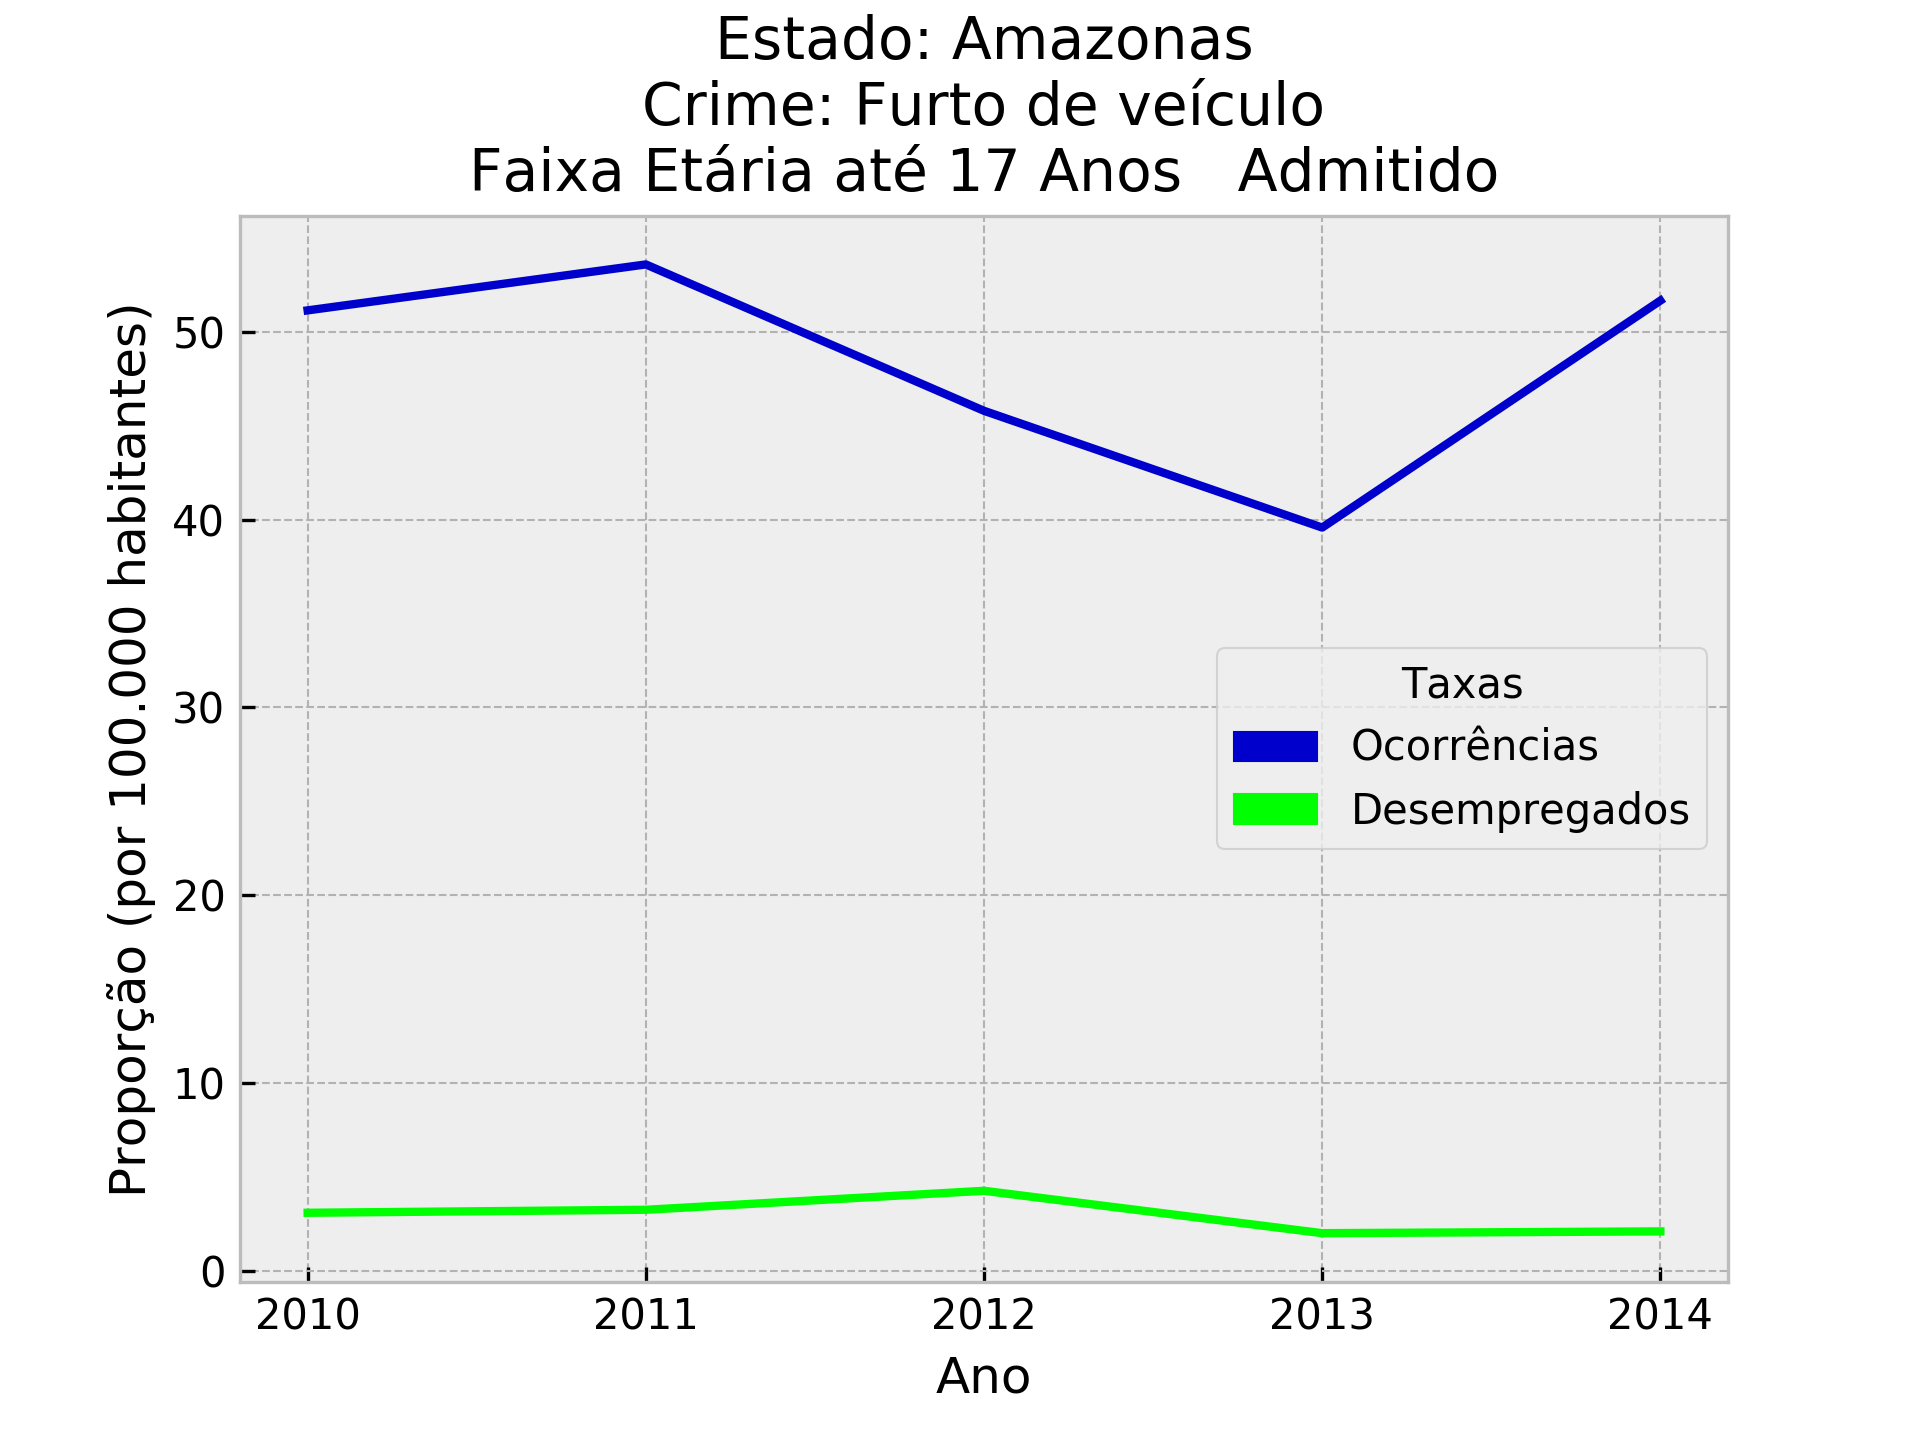 Estado: Amazonas
Crime: Furto de veículo
Faixa Etária até 17 Anos   Admitido
Proporção (por 100.000 habitantes)
50
40
30
20
10
0
Taxas
Ocorrências
Desempregados
2010 2011 2012 2013 2014
Ano